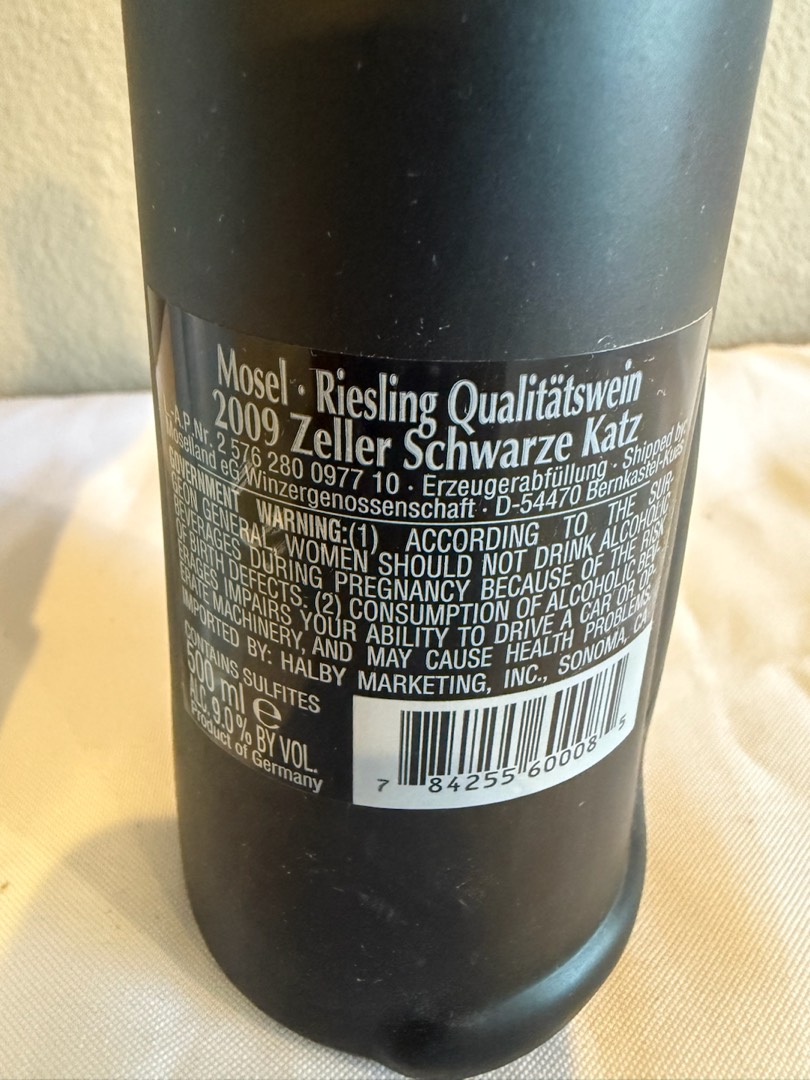 Mosel · Riesling Qualitätswein
2009 Zeller Schwarze Katz
L-A.P.Nr. 2 576 280 0977 10 · Erzeugerabfüllung · Shipped by
Moselland eG Winzergenossenschaft · D-54470 Bernkastel-Kues
GOVERNMENT WARNING:(1) ACCORDING TO THE SUR-
GEON GENERAL, WOMEN SHOULD NOT DRINK ALCOHOLIC
BEVERAGES DURING PREGNANCY BECAUSE OF THE RISK
OF BIRTH DEFECTS. (2) CONSUMPTION OF ALCOHOLIC BEV-
ERAGES IMPAIRS YOUR ABILITY TO DRIVE A CAR OR OP-
ERATE MACHINERY, AND MAY CAUSE HEALTH PROBLEMS.
IMPORTED BY: HALBY MARKETING, INC., SONOMA, CA
CONTAINS SULFITES
500 ml e
ALC. 9.0 % BY VOL.
Product of Germany
7 84255 60008 5